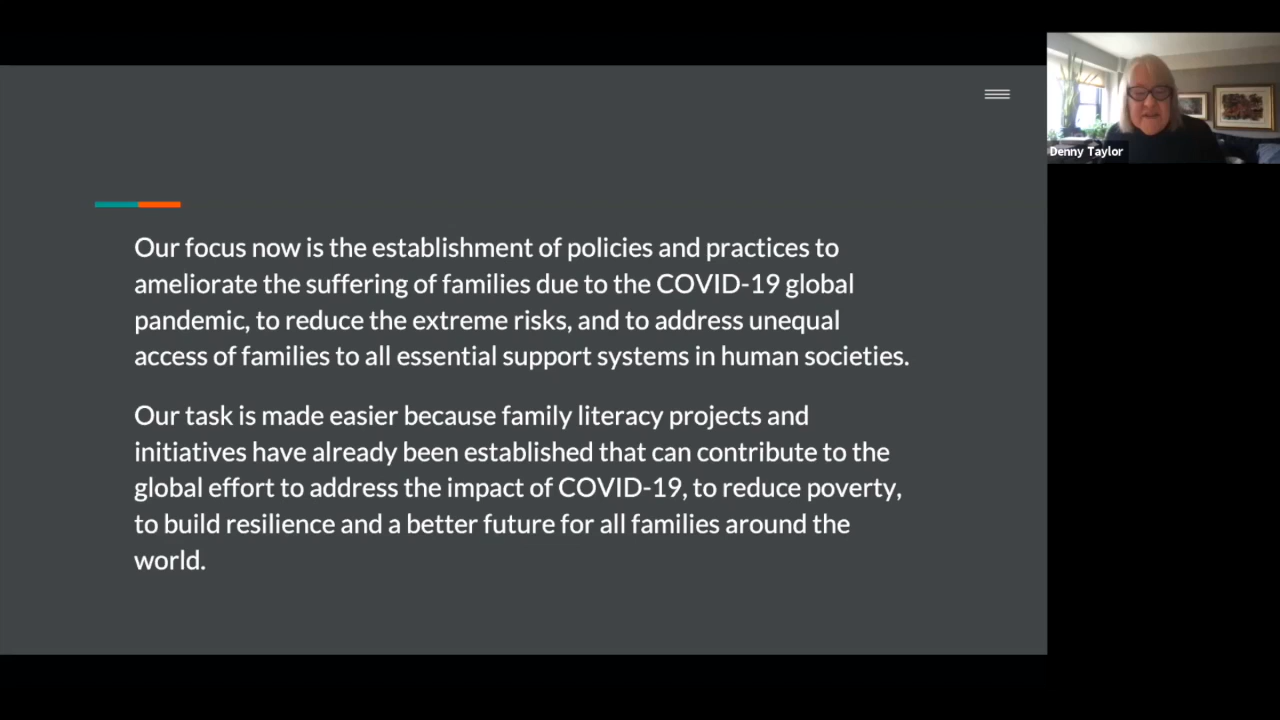 Our focus now is the establishment of policies and practices to
ameliorate the suffering of families due to the COVID-19 global
pandemic, to reduce the extreme risks, and to address unequal
access of families to all essential support systems in human societies.
Our task is made easier because family literacy projects and
initiatives have already been established that can contribute to the
global effort to address the impact of COVID-19, to reduce poverty,
to build resilience and a better future for all families around the
world.
Denny Taylor